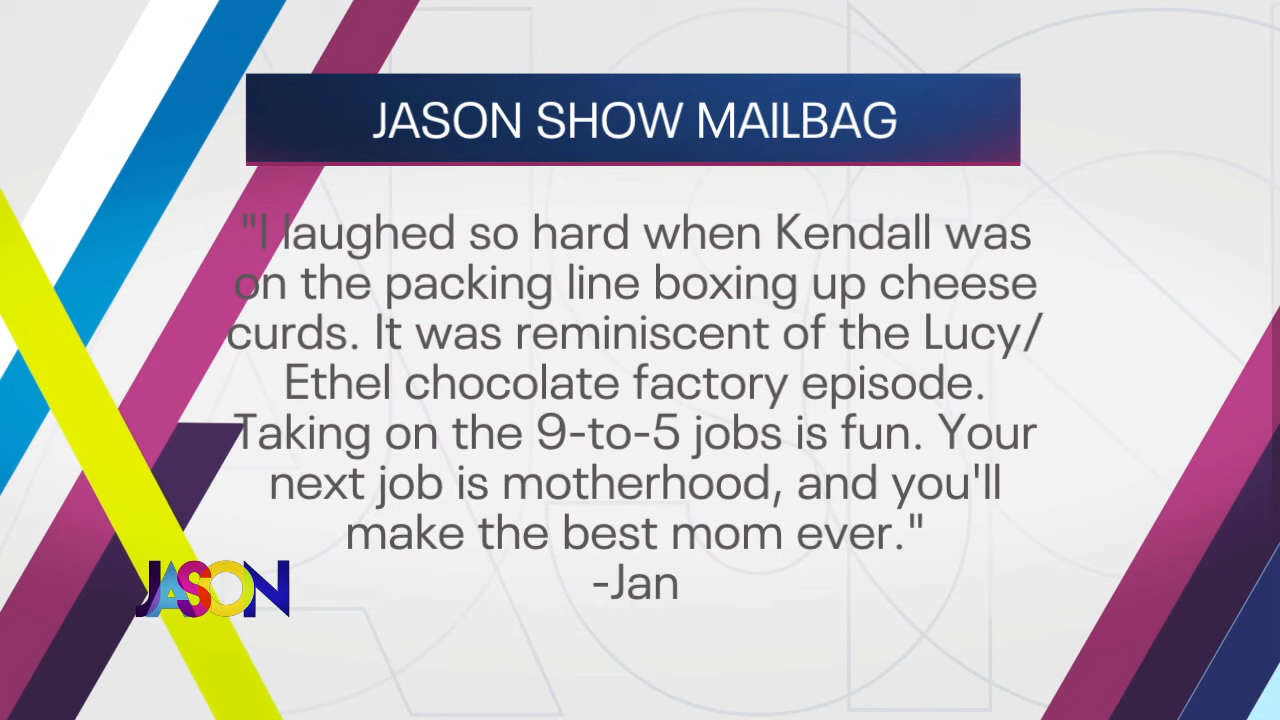 JASON SHOW MAILBAG
"I laughed so hard when Kendall was
on the packing line boxing up cheese
curds. It was reminiscent of the Lucy/
Ethel chocolate factory episode.
Taking on the 9-to-5 jobs is fun. Your
next job is motherhood, and you'll
make the best mom ever."
-Jan
JASON